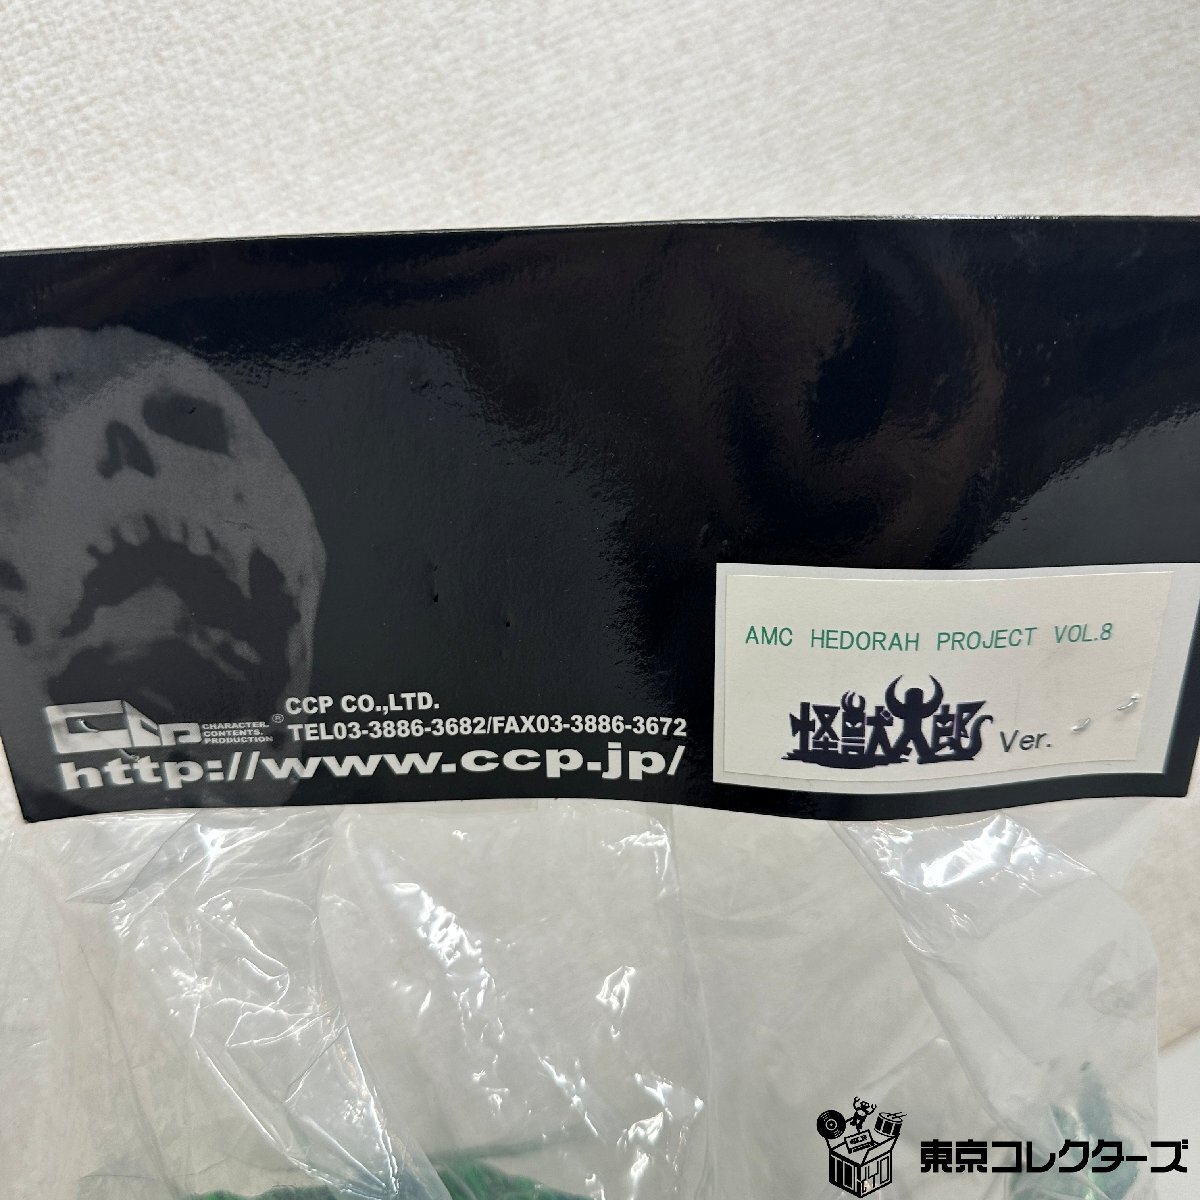 AMC HEDORAH PROJECT VOL.8
怪獣太郎 Ver.
CCP
CHARACTER.
CONTENTS.
PRODUCTION
®
CCP CO.,LTD.
TEL03-3886-3682/FAX03-3886-3672
http://www.ccp.jp/
TOKYO
東京コレクターズ